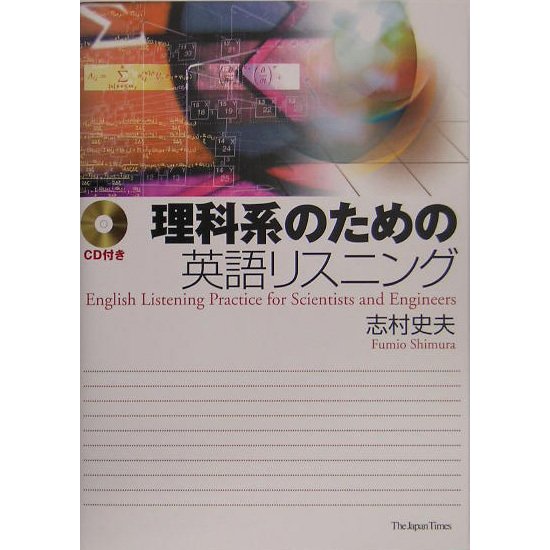 CD付き
理科系のための
英語リスニング
English Listening Practice for Scientists and Engineers
志村史夫
Fumio Shimura
The Japan Times